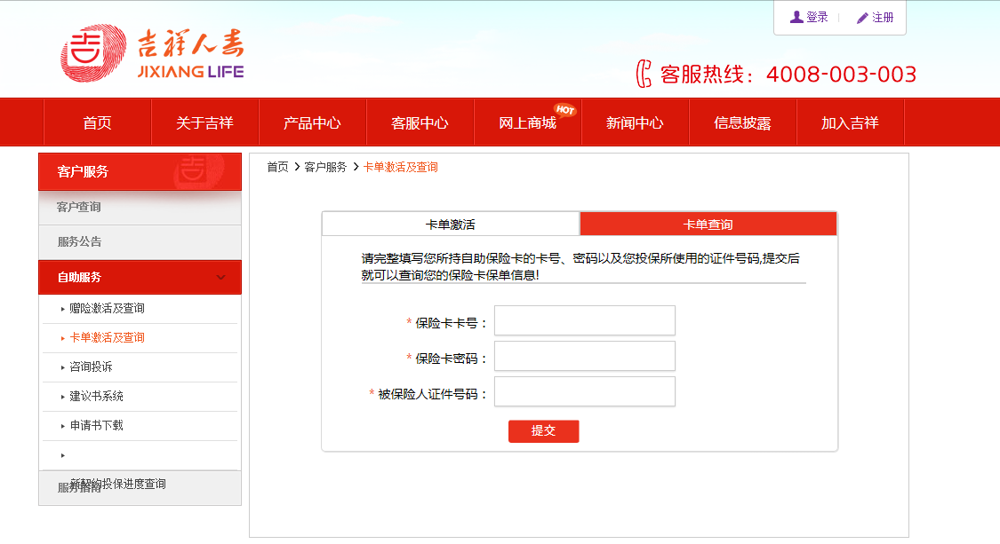 登录
注册
吉祥人寿
JIXIANG LIFE
客服热线：4008-003-003
首页
关于吉祥
产品中心
客服中心
网上商城
HOT
新闻中心
信息披露
加入吉祥
客户服务
客户查询
服务公告
自助服务
赠险激活及查询
卡单激活及查询
咨询投诉
建议书系统
申请书下载
新契约投保进度查询
服务指南
首页 > 客户服务 > 卡单激活及查询
卡单激活
卡单查询
请完整填写您所持自助保险卡的卡号、密码以及您投保所使用的证件号码,提交后
就可以查询您的保险卡保单信息!
* 保险卡卡号：
* 保险卡密码：
* 被保险人证件号码：
提交